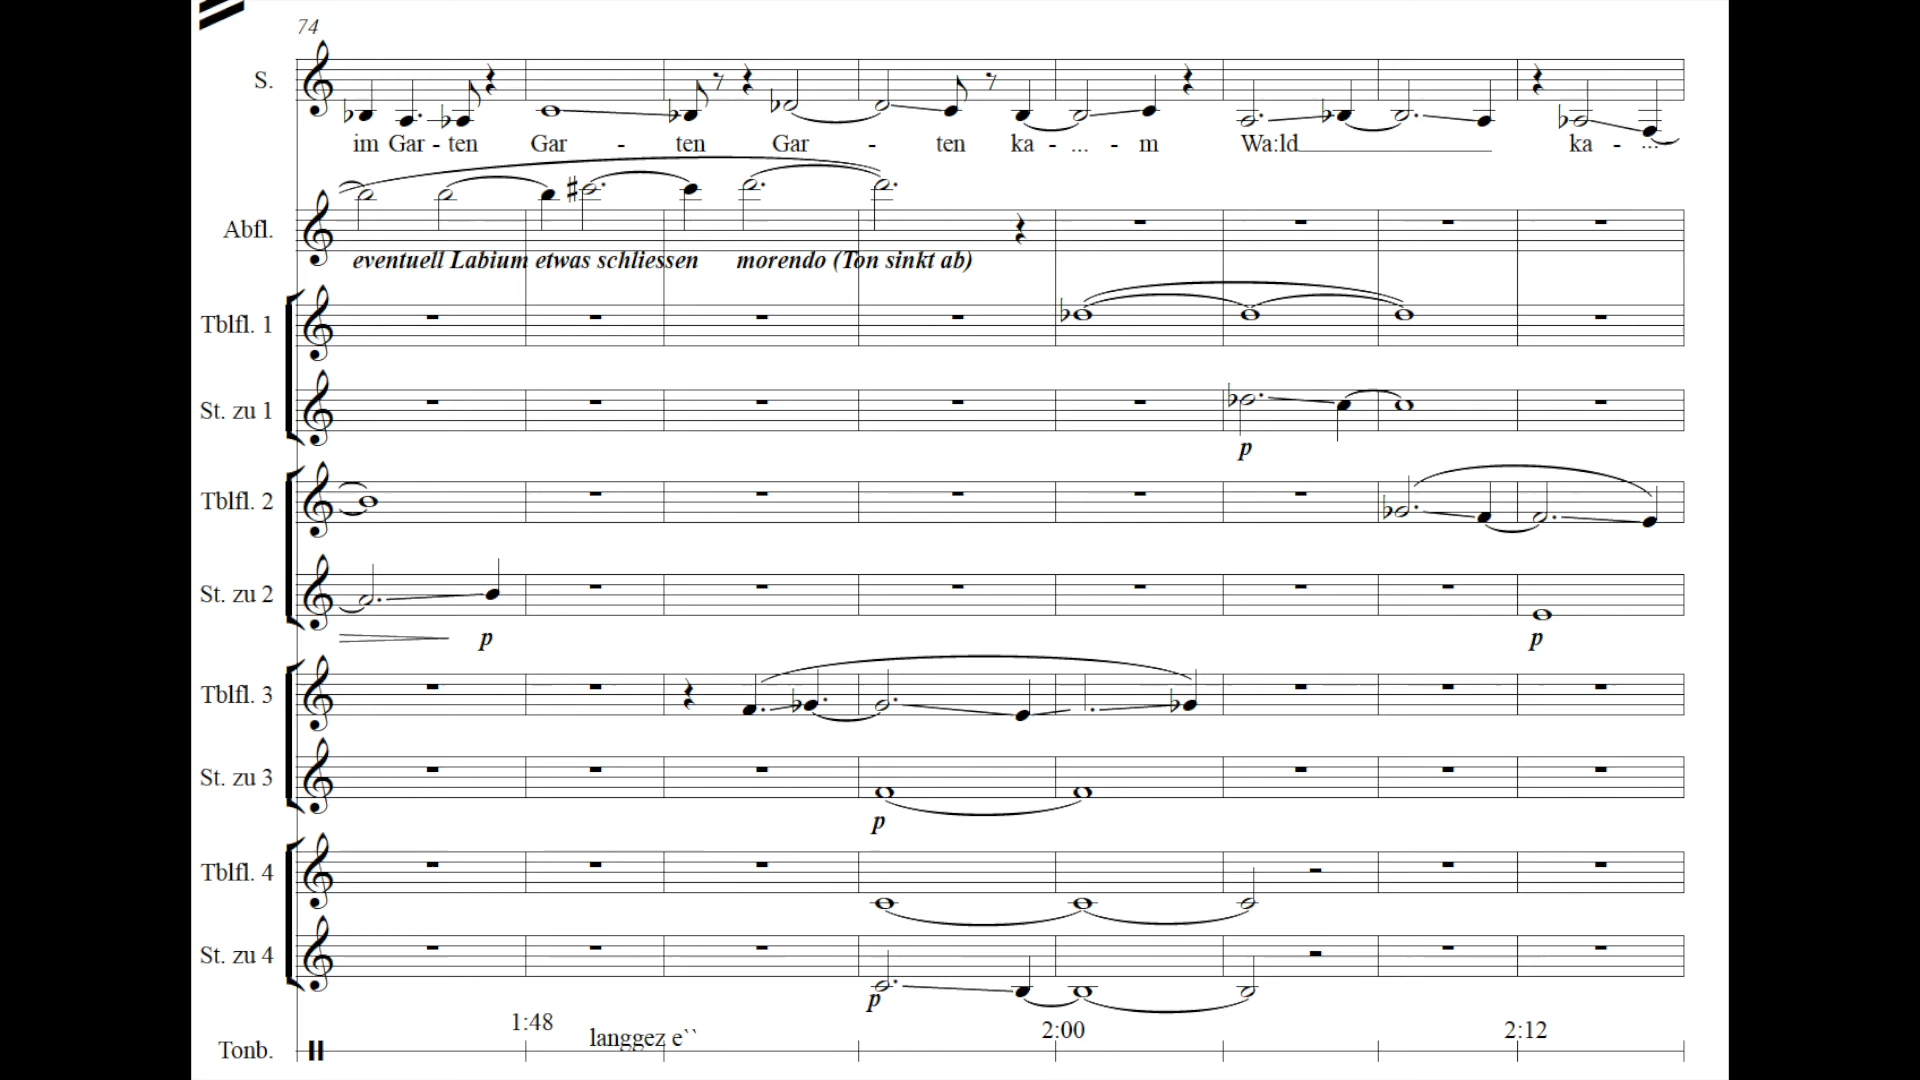 74
S.
im Gar - ten Gar - ten Gar - ten ka - ... - m Wa:ld ka - ...
Abfl.
eventuell Labium etwas schliessen morendo (Ton sinkt ab)
Tblfl. 1
St. zu 1
p
Tblfl. 2
St. zu 2
p p
Tblfl. 3
St. zu 3
p
Tblfl. 4
St. zu 4
p
1:48 2:00 2:12
langgez e``
Tonb.